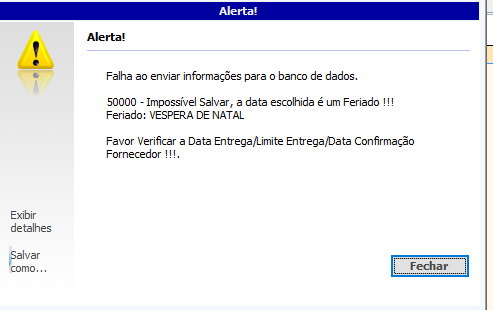 Alerta!
Alerta!
Falha ao enviar informações para o banco de dados.
50000 - Impossível Salvar, a data escolhida é um Feriado !!!
Feriado: VESPERA DE NATAL
Favor Verificar a Data Entrega/Limite Entrega/Data Confirmação
Fornecedor !!!.
Exibir
detalhes
Salvar
como...
Fechar